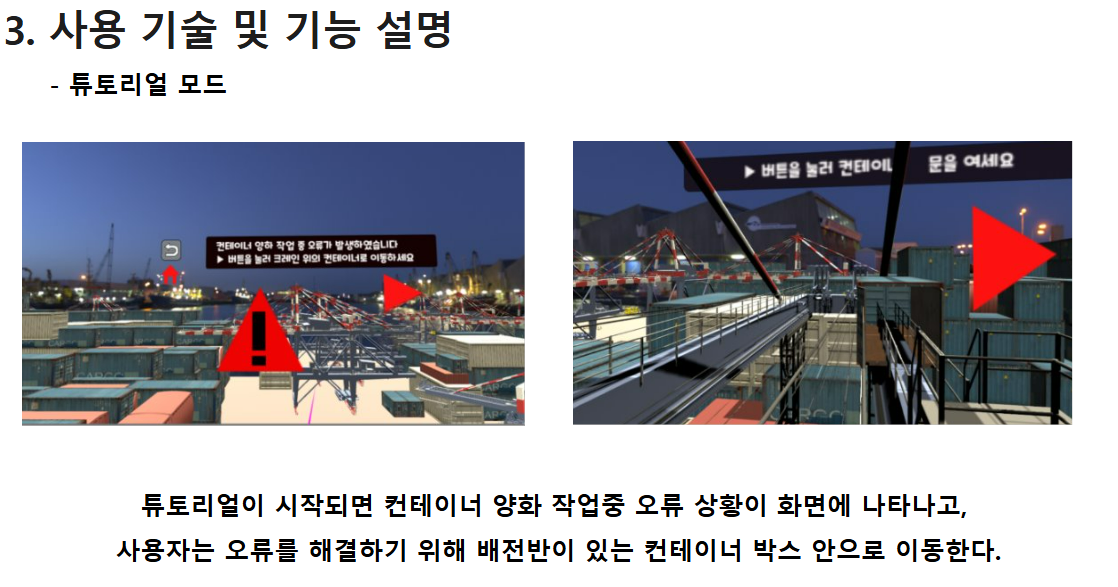 3. 사용 기술 및 기능 설명
- 튜토리얼 모드
컨테이너 양하 작업 중 오류가 발생하였습니다
▶ 버튼을 눌러 크레인 위의 컨테이너로 이동하세요
▶ 버튼을 눌러 컨테이너 문을 여세요
튜토리얼이 시작되면 컨테이너 양화 작업중 오류 상황이 화면에 나타나고,
사용자는 오류를 해결하기 위해 배전반이 있는 컨테이너 박스 안으로 이동한다.